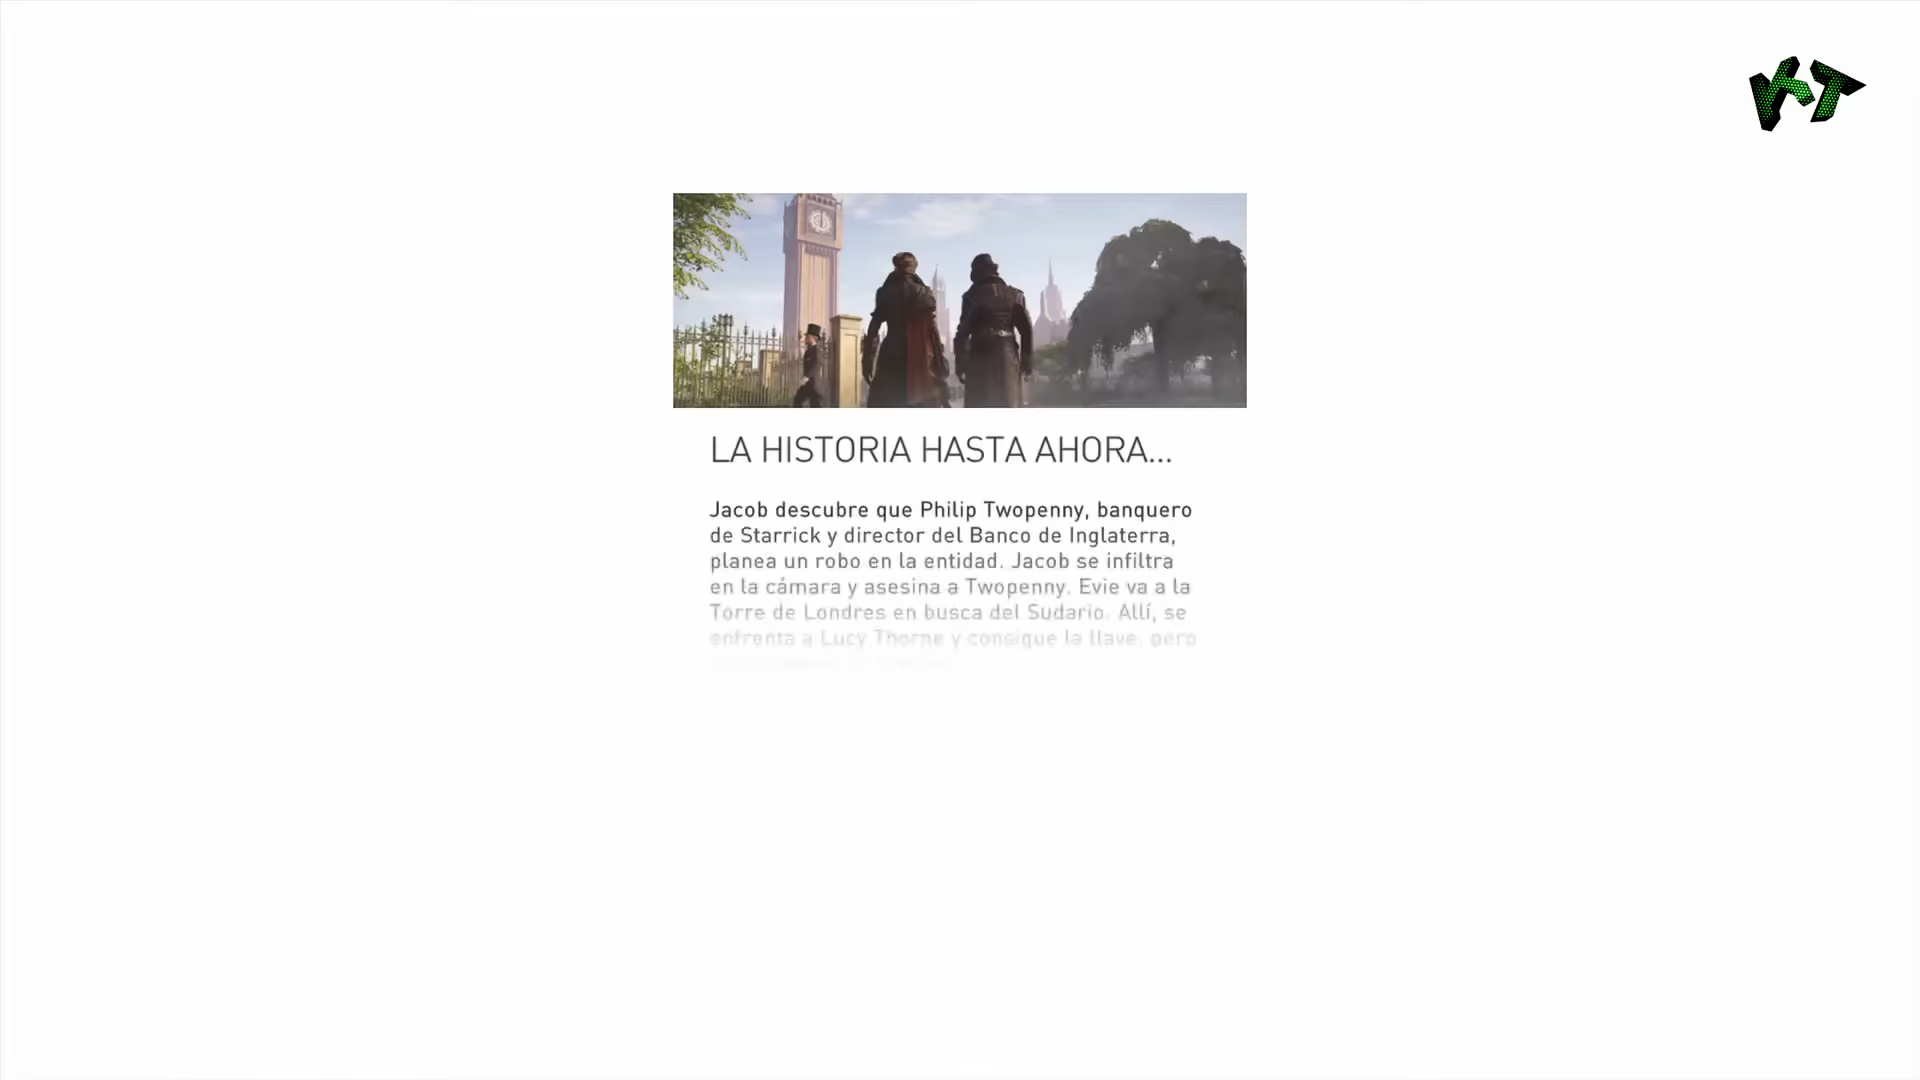 KT
LA HISTORIA HASTA AHORA...
Jacob descubre que Philip Twopenny, banquero
de Starrick y director del Banco de Inglaterra,
planea un robo en la entidad. Jacob se infiltra
en la cámara y asesina a Twopenny. Evie va a la
Torre de Londres en busca del Sudario. Allí, se
enfrenta a Lucy Thorne y consigue la llave, pero